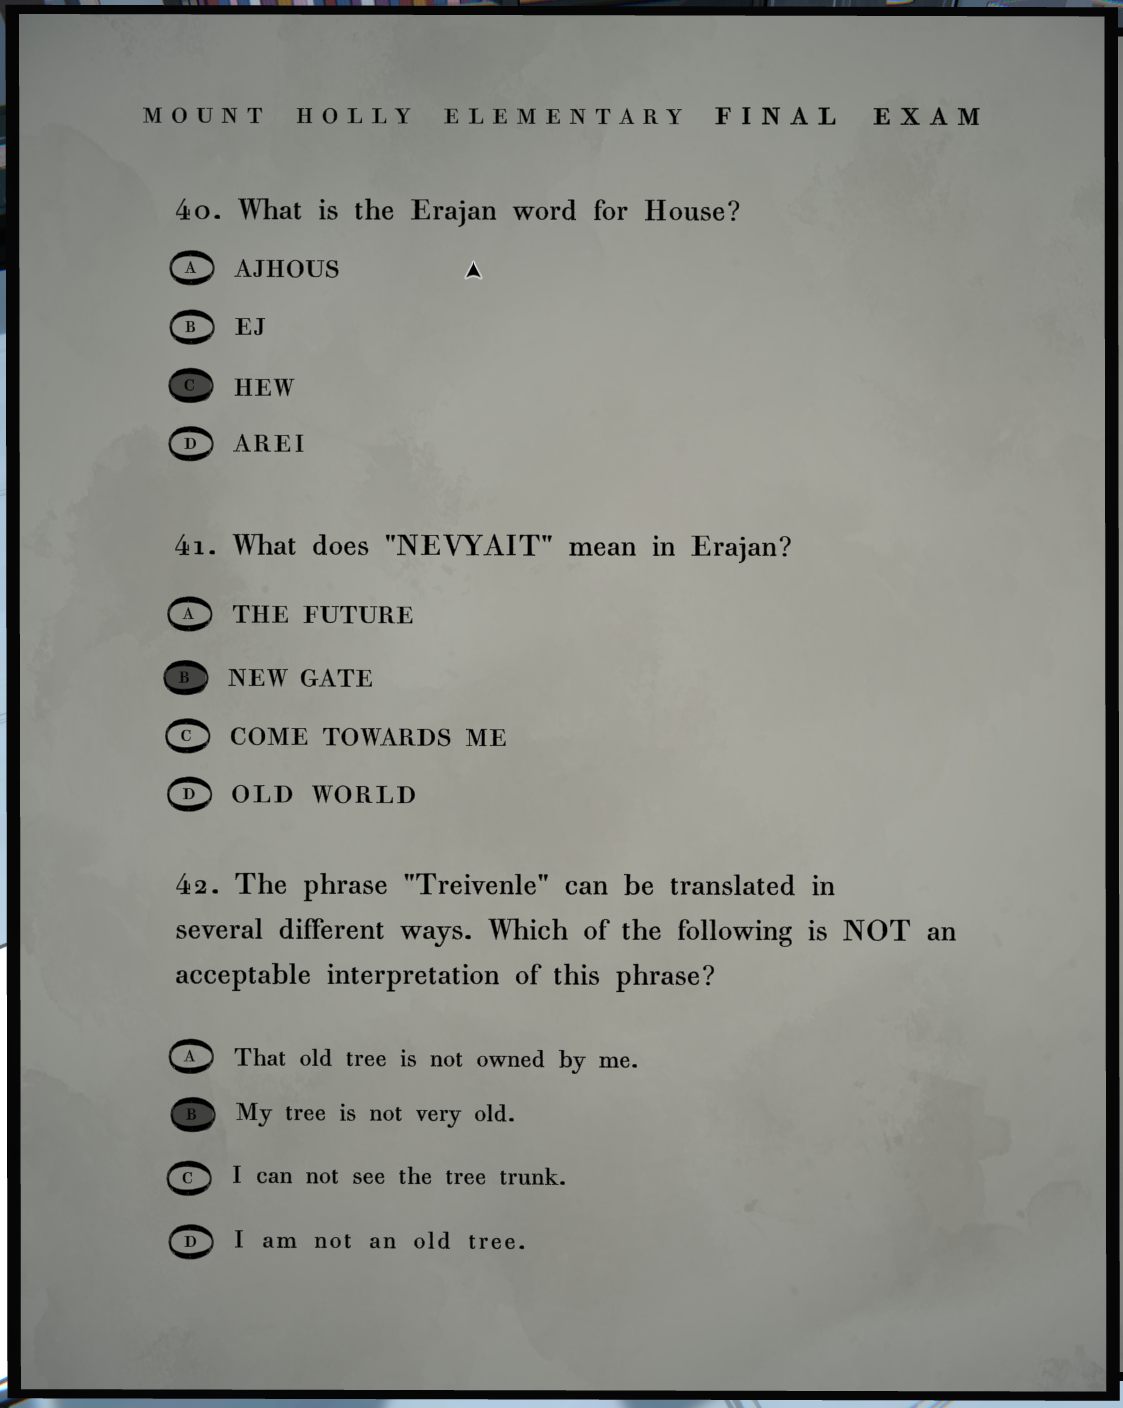 MOUNT HOLLY ELEMENTARY FINAL EXAM
40. What is the Erajan word for House?
A AJHOUS
B EJ
C HEW
D AREI
41. What does "NEVYAIT" mean in Erajan?
A THE FUTURE
B NEW GATE
C COME TOWARDS ME
D OLD WORLD
42. The phrase "Treivenle" can be translated in
several different ways. Which of the following is NOT an
acceptable interpretation of this phrase?
A That old tree is not owned by me.
B My tree is not very old.
C I can not see the tree trunk.
D I am not an old tree.